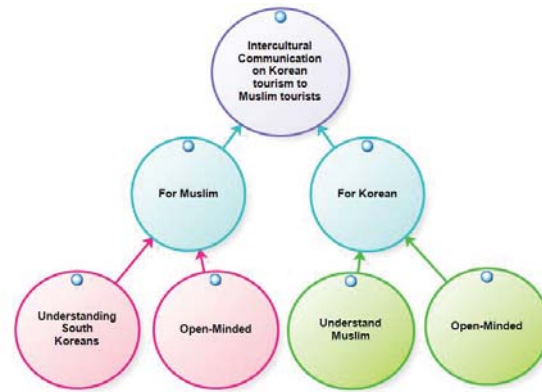 Intercultural
Communication
on Korean
tourism to
Muslim tourists
For Muslim
For Korean
Understanding
South
Koreans
Open-Minded
Understand
Muslim
Open-Minded